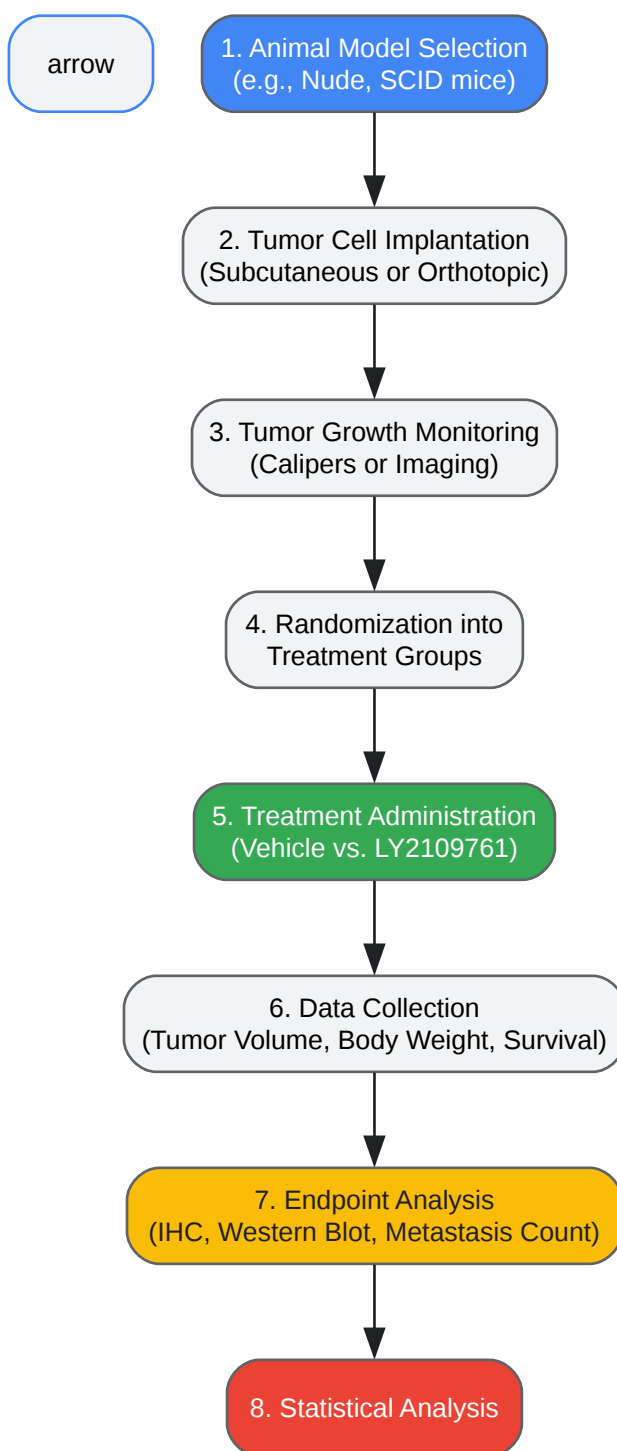 arrow
1. Animal Model Selection
(e.g., Nude, SCID mice)
2. Tumor Cell Implantation
(Subcutaneous or Orthotopic)
3. Tumor Growth Monitoring
(Calipers or Imaging)
4. Randomization into
Treatment Groups
5. Treatment Administration
(Vehicle vs. LY2109761)
6. Data Collection
(Tumor Volume, Body Weight, Survival)
7. Endpoint Analysis
(IHC, Western Blot, Metastasis Count)
8. Statistical Analysis